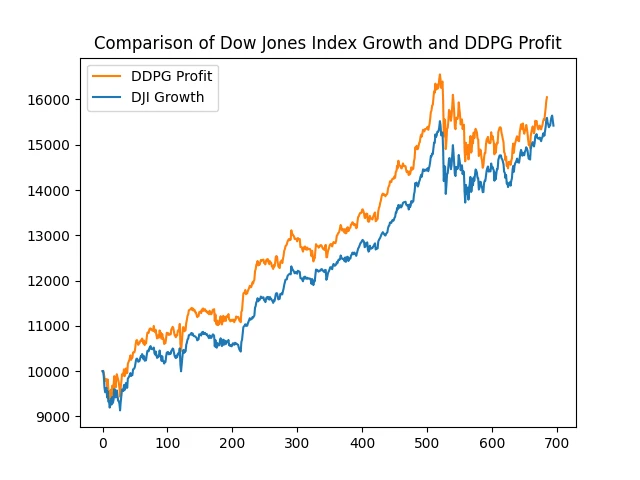 Comparison of Dow Jones Index Growth and DDPG Profit
DDPG Profit
DJI Growth
16000
15000
14000
13000
12000
11000
10000
9000
0 100 200 300 400 500 600 700